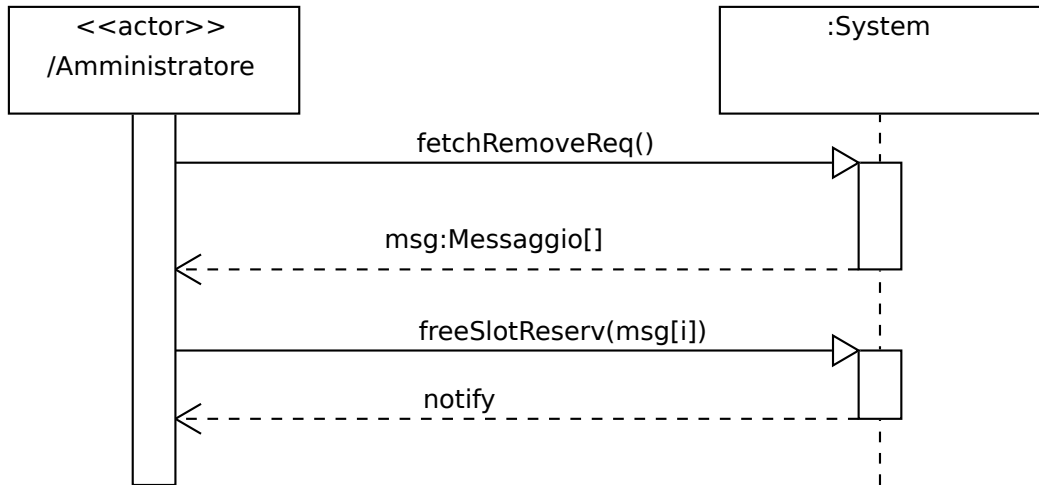 <<actor>>
/Amministratore
:System
fetchRemoveReq()
msg:Messaggio[]
freeSlotReserv(msg[i])
notify